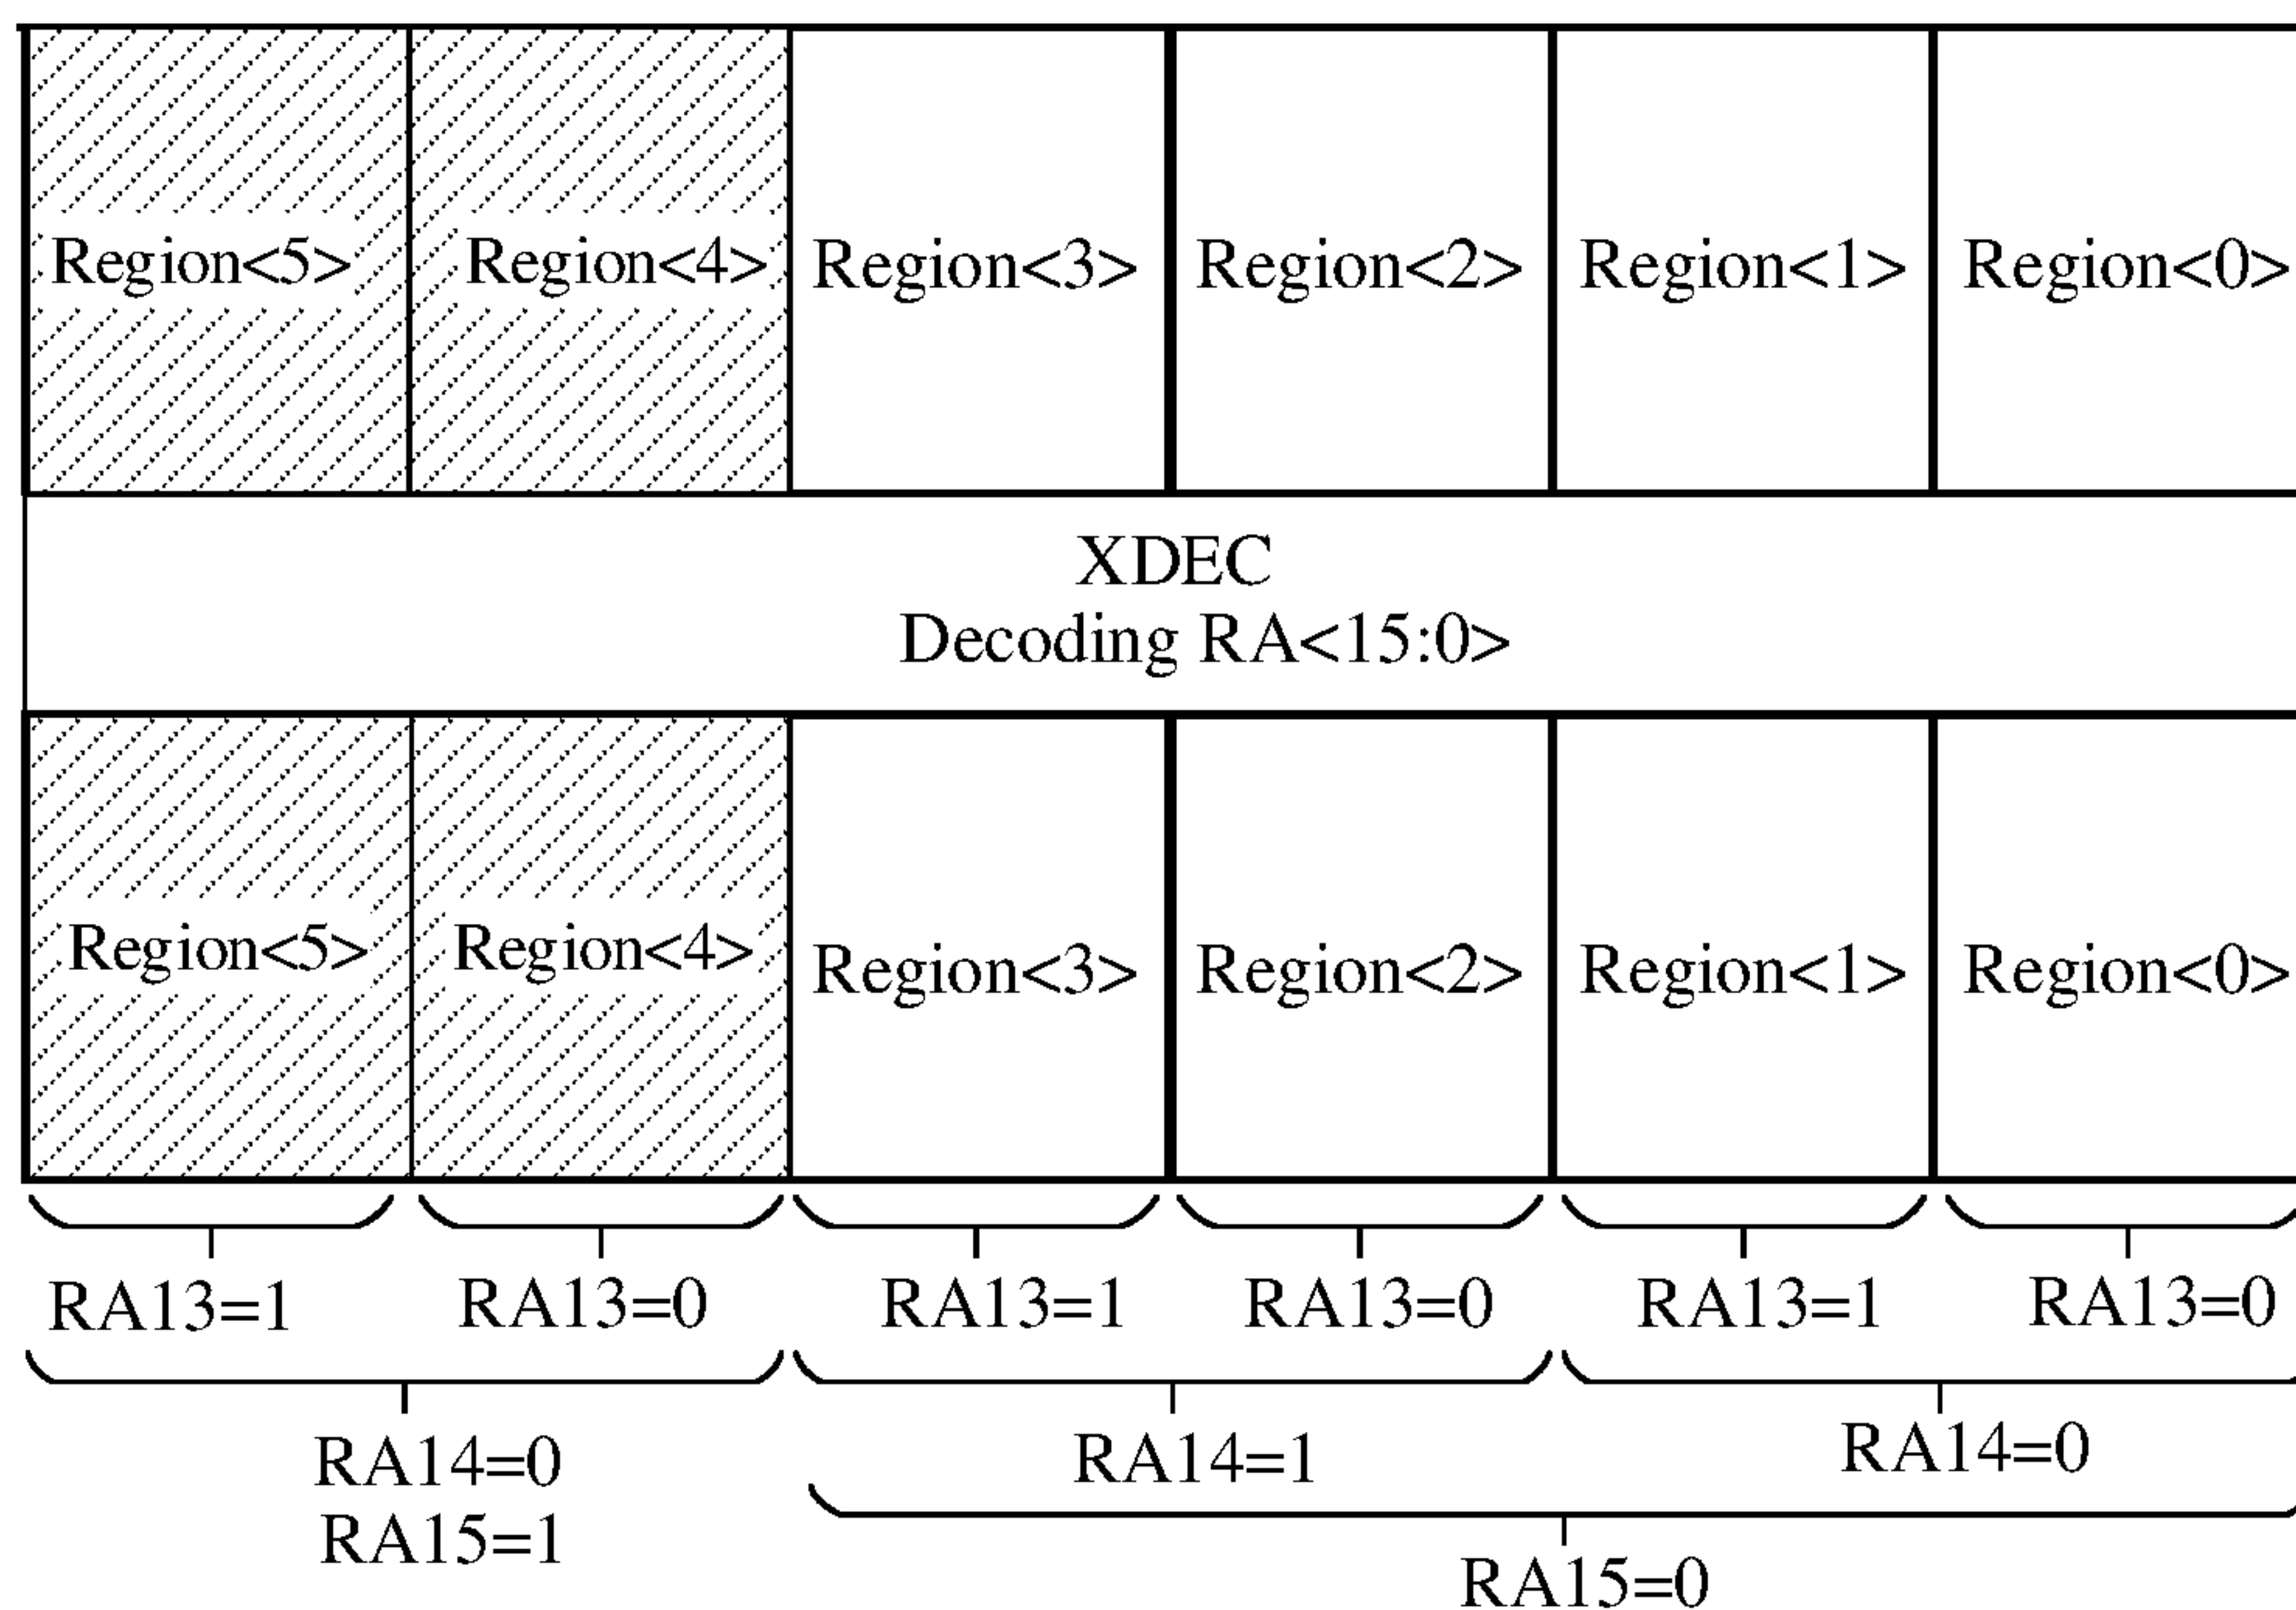 Region<5> Region<4> Region<3> Region<2> Region<1> Region<0>
XDEC
Decoding RA<15:0>
Region<5> Region<4> Region<3> Region<2> Region<1> Region<0>
RA13=1 RA13=0 RA13=1 RA13=0 RA13=1 RA13=0
RA14=0 RA14=1 RA14=0
RA15=1
RA15=0